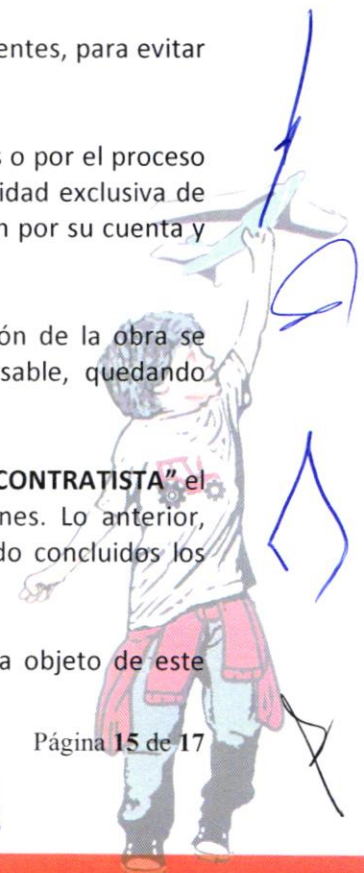 entes, para evitar
o por el proceso
idad exclusiva de
n por su cuenta y
ón de la obra se
sable, quedando
CONTRATISTA" el
nes. Lo anterior,
do concluidos los
a objeto de este
Página 15 de 17